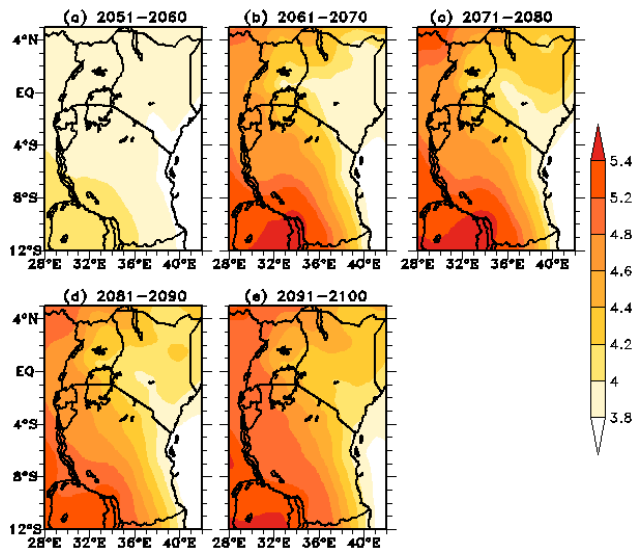 (a) 2051-2060 (b) 2061-2070 (c) 2071-2080
4°N
EQ
4°S
8°S
12°S
28°E 32°E 36°E 40°E 28°E 32°E 36°E 40°E 28°E 32°E 36°E 40°E
5.4
5.2
4.8
4.6
4.4
4.2
4
3.8
(d) 2081-2090 (e) 2091-2100
4°N
EQ
4°S
8°S
12°S
28°E 32°E 36°E 40°E 28°E 32°E 36°E 40°E